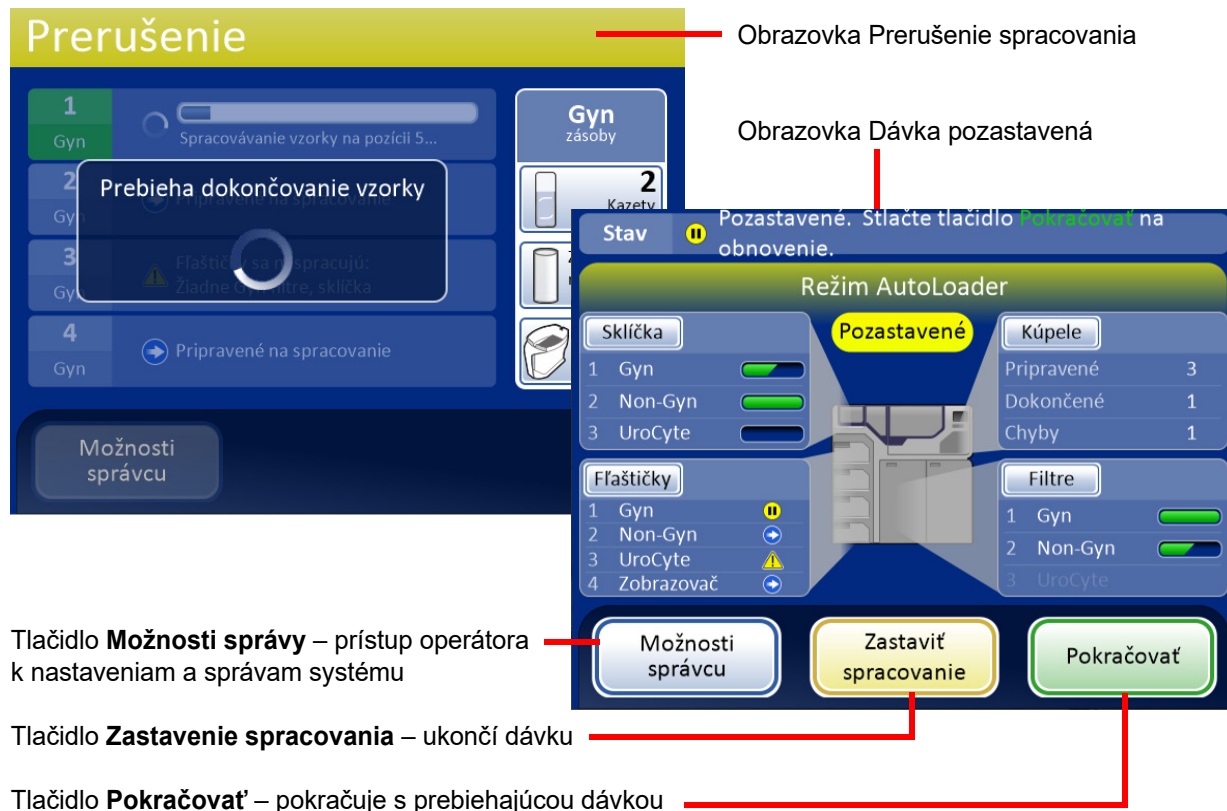 Prerušenie
Obrazovka Prerušenie spracovania
1
Gyn
Spracovávanie vzorky na pozícii 5...
Gyn
zásoby
Obrazovka Dávka pozastavená
Prebieha dokončovanie vzorky
2
Gyn
Pripravené na spracovanie
2
Kazety
3
Gyn
Fľaštičky sa nespracujú:
Žiadne Gyn filtre, sklíčka
4
Gyn
Pripravené na spracovanie
Možnosti
správcu
Stav
Pozastavené. Stlačte tlačidlo Pokračovať na
obnovenie.
Režim AutoLoader
Pozastavené
Sklíčka
1 Gyn
2 Non-Gyn
3 UroCyte
Kúpele
Pripravené 3
Dokončené 1
Chyby 1
Fľaštičky
1 Gyn
2 Non-Gyn
3 UroCyte
4 Zobrazovač
Filtre
1 Gyn
2 Non-Gyn
3 UroCyte
Možnosti
správcu
Zastaviť
spracovanie
Pokračovať
Tlačidlo Možnosti správy – prístup operátora
k nastaveniam a správam systému
Tlačidlo Zastavenie spracovania – ukončí dávku
Tlačidlo Pokračovať – pokračuje s prebiehajúcou dávkou